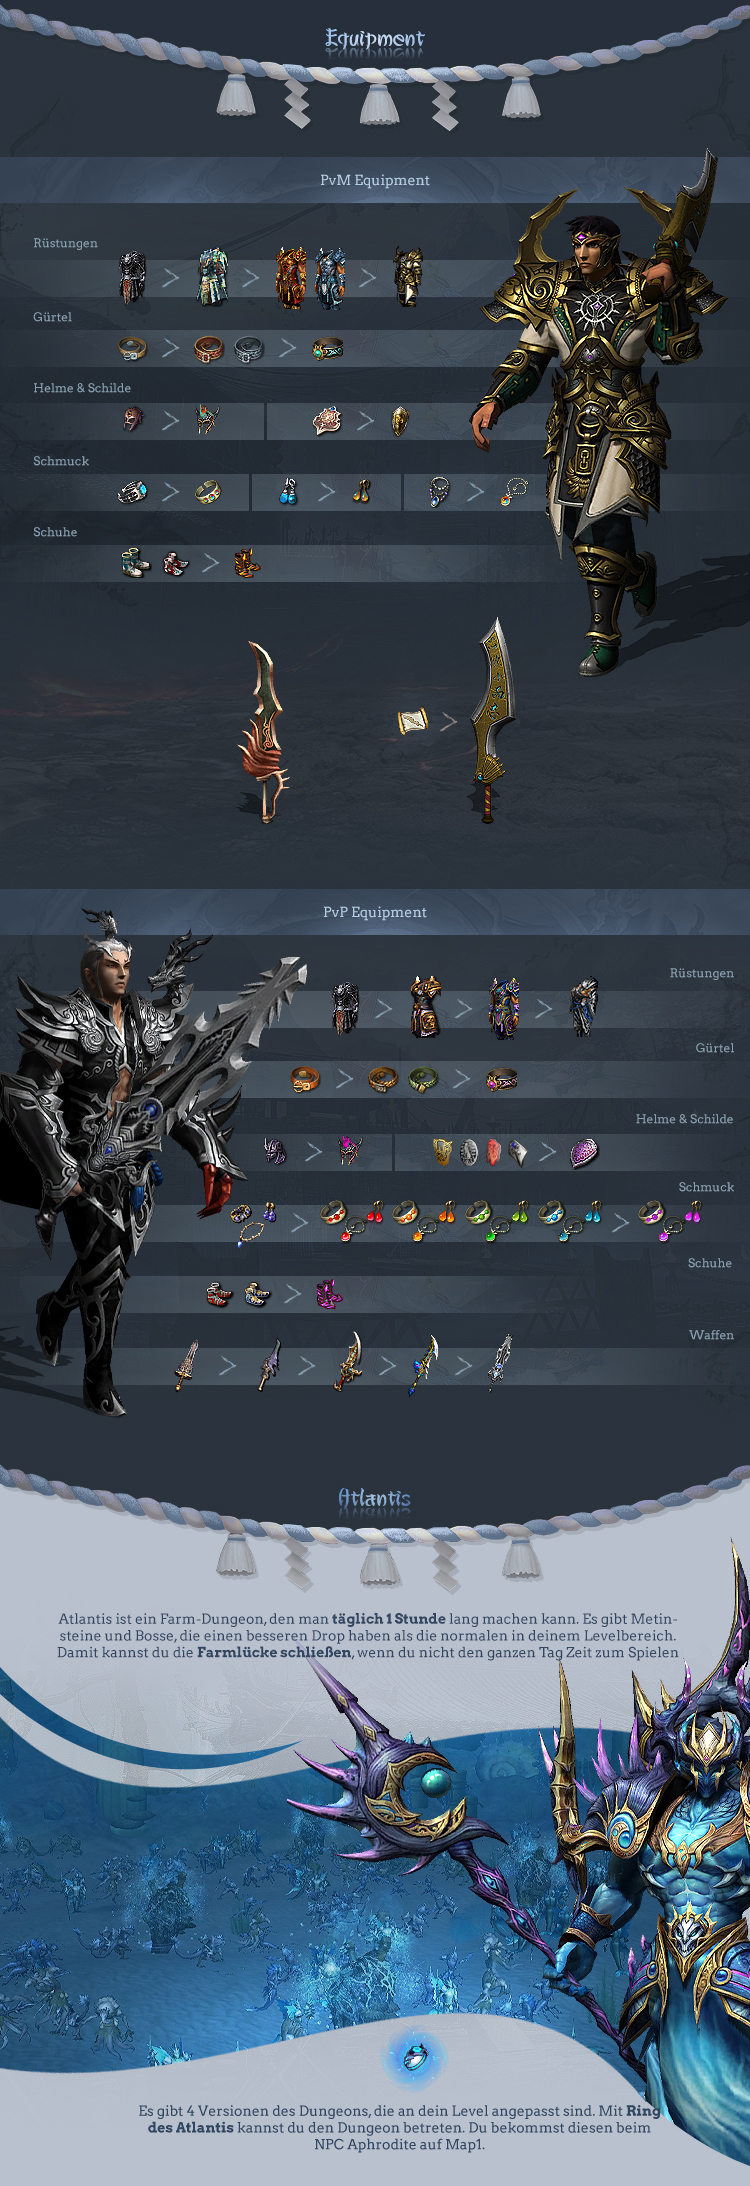 Equipment
PvM Equipment
Rüstungen
Gürtel
Helme & Schilde
Schmuck
Schuhe
PvP Equipment
Rüstungen
Gürtel
Helme & Schilde
Schmuck
Schuhe
Waffen
Atlantis
Atlantis ist ein Farm-Dungeon, den man täglich 1 Stunde lang machen kann. Es gibt Metin-
steine und Bosse, die einen besseren Drop haben als die normalen in deinem Levelbereich.
Damit kannst du die Farmlücke schließen, wenn du nicht den ganzen Tag Zeit zum Spielen
Es gibt 4 Versionen des Dungeons, die an dein Level angepasst sind. Mit Ring
des Atlantis kannst du den Dungeon betreten. Du bekommst diesen beim
NPC Aphrodite auf Map1.